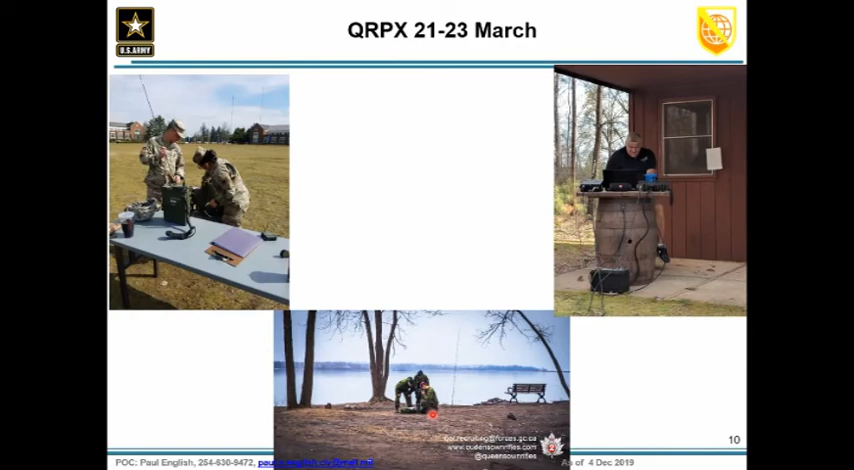 U.S.ARMY
QRPX 21-23 March
www.queensownrifles.com
@queensownrifles
10
POC: Paul English, 254-630-9472,
As of 4 Dec 2019